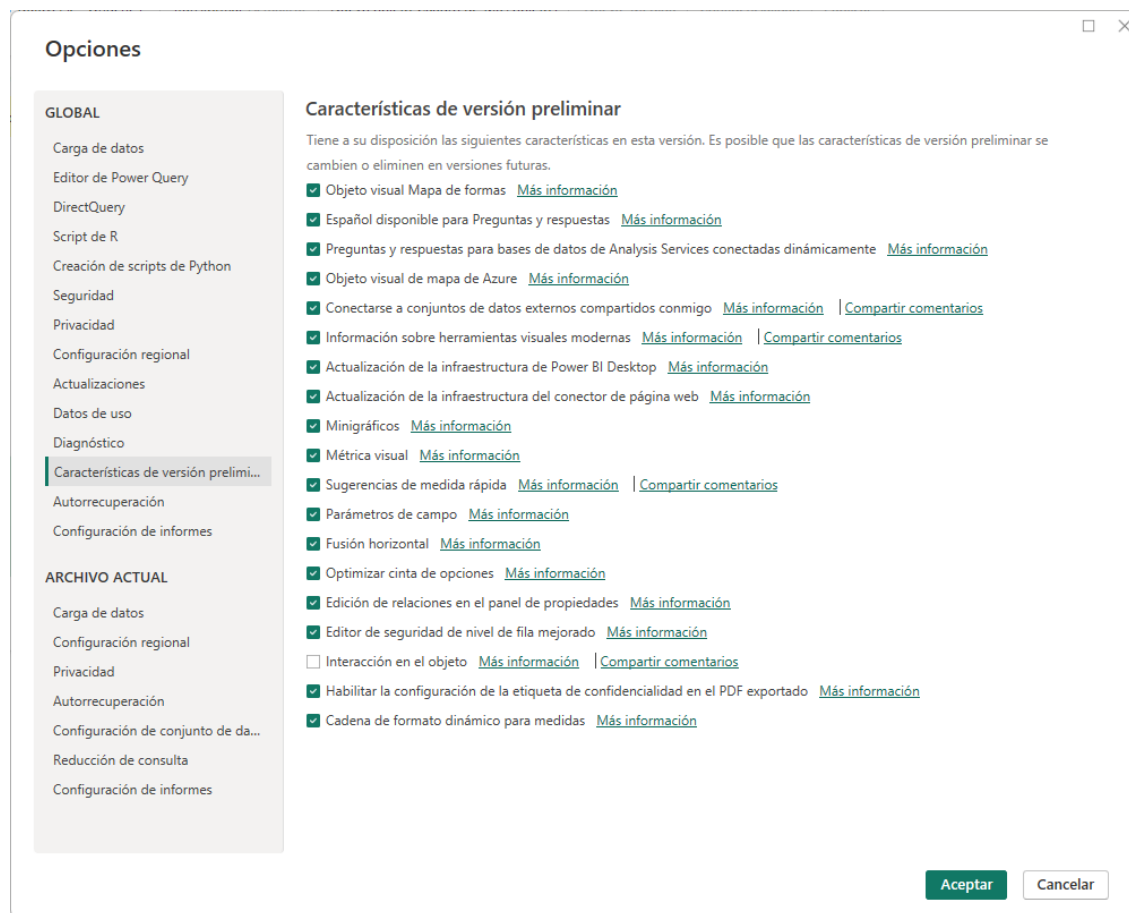 Opciones
GLOBAL
Carga de datos
Editor de Power Query
DirectQuery
Script de R
Creación de scripts de Python
Seguridad
Privacidad
Configuración regional
Actualizaciones
Datos de uso
Diagnóstico
Características de versión prelimi...
Autorrecuperación
Configuración de informes
ARCHIVO ACTUAL
Carga de datos
Configuración regional
Privacidad
Autorrecuperación
Configuración de conjunto de da...
Reducción de consulta
Configuración de informes
Características de versión preliminar
Tiene a su disposición las siguientes características en esta versión. Es posible que las características de versión preliminar se
cambien o eliminen en versiones futuras.
Objeto visual Mapa de formas Más información
Español disponible para Preguntas y respuestas Más información
Preguntas y respuestas para bases de datos de Analysis Services conectadas dinámicamente Más información
Objeto visual de mapa de Azure Más información
Conectarse a conjuntos de datos externos compartidos conmigo Más información | Compartir comentarios
Información sobre herramientas visuales modernas Más información | Compartir comentarios
Actualización de la infraestructura de Power BI Desktop Más información
Actualización de la infraestructura del conector de página web Más información
Minigráficos Más información
Métrica visual Más información
Sugerencias de medida rápida Más información | Compartir comentarios
Parámetros de campo Más información
Fusión horizontal Más información
Optimizar cinta de opciones Más información
Edición de relaciones en el panel de propiedades Más información
Editor de seguridad de nivel de fila mejorado Más información
Interacción en el objeto Más información | Compartir comentarios
Habilitar la configuración de la etiqueta de confidencialidad en el PDF exportado Más información
Cadena de formato dinámico para medidas Más información
Aceptar
Cancelar